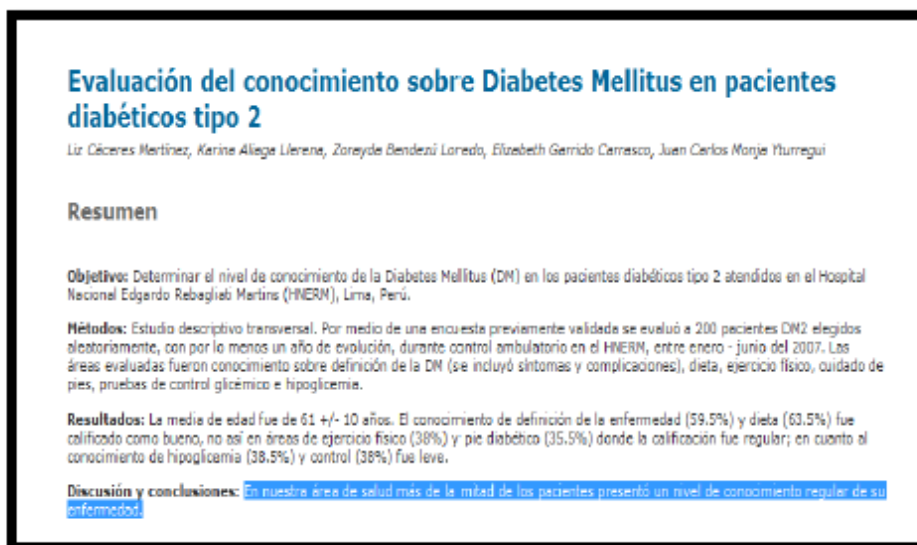 Evaluación del conocimiento sobre Diabetes Mellitus en pacientes
diabéticos tipo 2
Liz Cáceres Martínez, Karina Aliaga Llerena, Zorayda Bendezú Loredo, Elizabeth Garrido Carrasco, Juan Carlos Monja Yturregui
Resumen
Objetivo: Determinar el nivel de conocimiento de la Diabetes Mellitus (DM) en los pacientes diabéticos tipo 2 atendidos en el Hospital
Nacional Edgardo Rebagliati Martins (HNERM), Lima, Perú.
Métodos: Estudio descriptivo transversal. Por medio de una encuesta previamente validada se evaluó a 200 pacientes DM2 elegidos
aleatoriamente, con por lo menos un año de evolución, durante control ambulatorio en el HNERM, entre enero - junio del 2007. Las
áreas evaluadas fueron conocimiento sobre definición de la DM (se incluyó síntomas y complicaciones), dieta, ejercicio físico, cuidado de
pies, pruebas de control glicémico e hipoglicemia.
Resultados: La media de edad fue de 61 +/- 10 años. El conocimiento de definición de la enfermedad (59.5%) y dieta (63.5%) fue
calificado como bueno, no así en áreas de ejercicio físico (38%) y pie diabético (35.5%) donde la calificación fue regular; en cuanto al
conocimiento de hipoglicemia (38.5%) y control (38%) fue leve.
Discusión y conclusiones: En nuestra área de salud más de la mitad de los pacientes presentó un nivel de conocimiento regular de su
enfermedad.